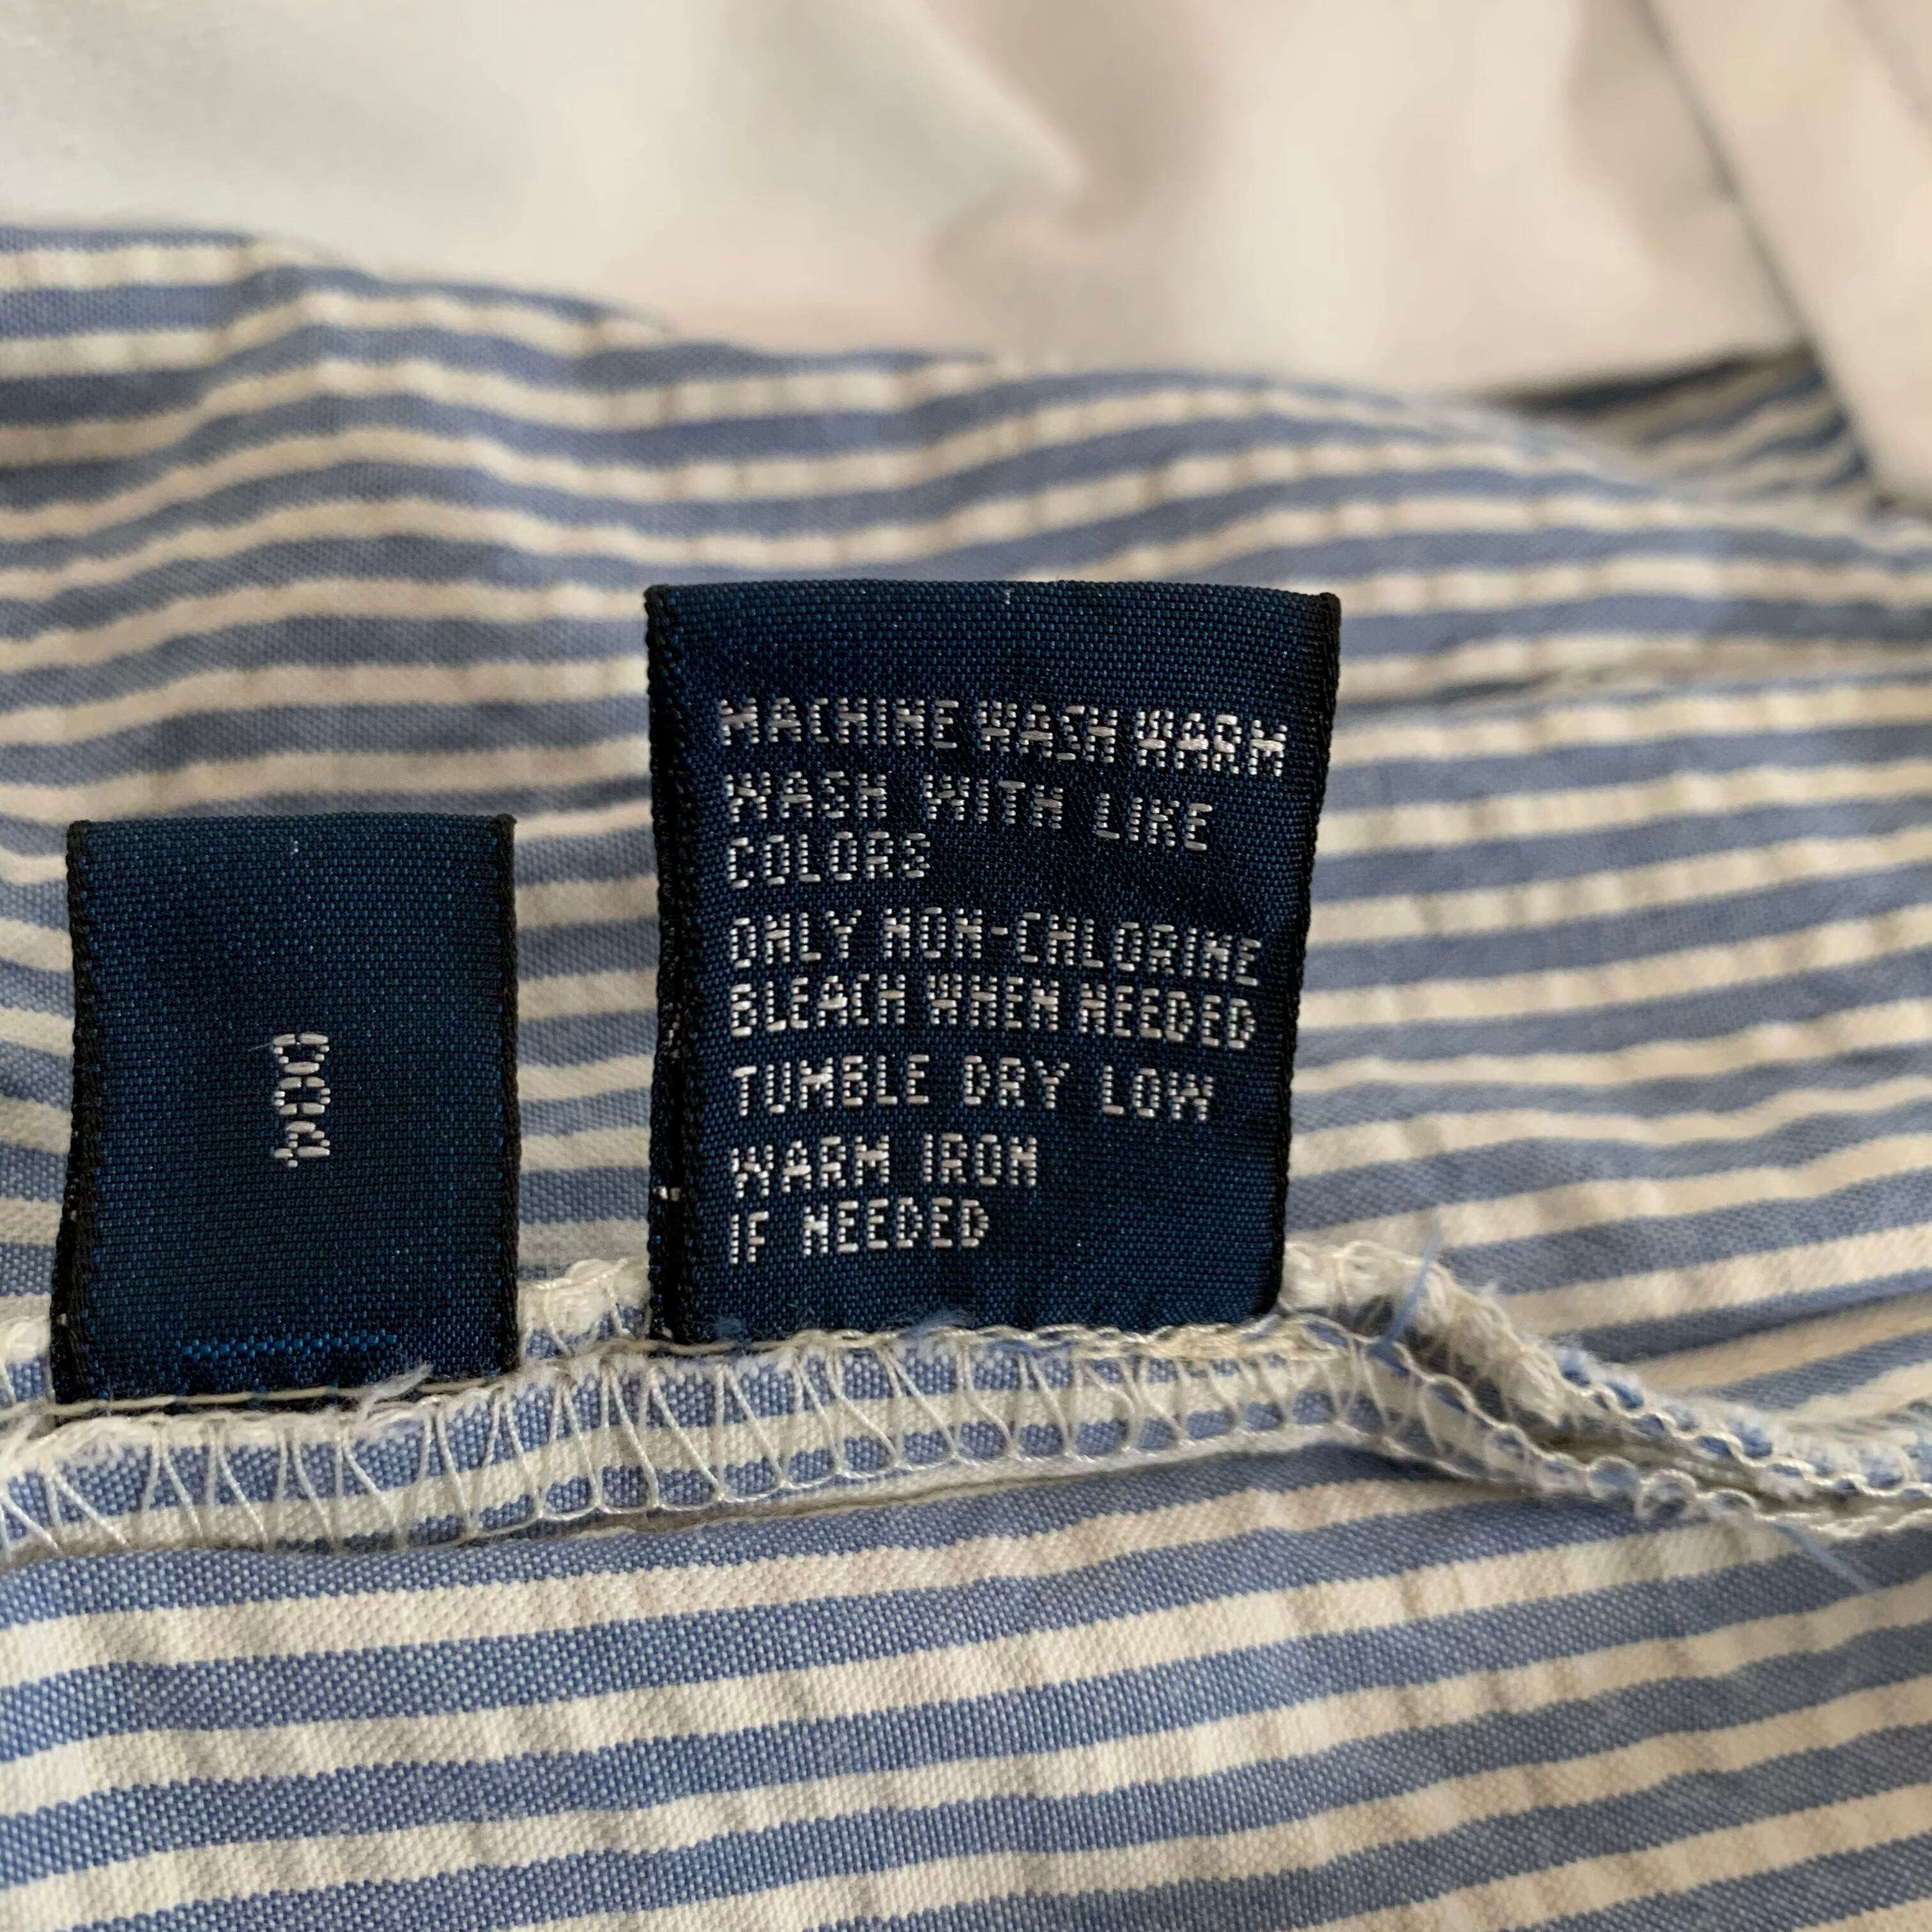 MACHINE WASH WARM
WASH WITH LIKE
COLORS
ONLY NON-CHLORINE
BLEACH WHEN NEEDED
TUMBLE DRY LOW
WARM IRON
IF NEEDED